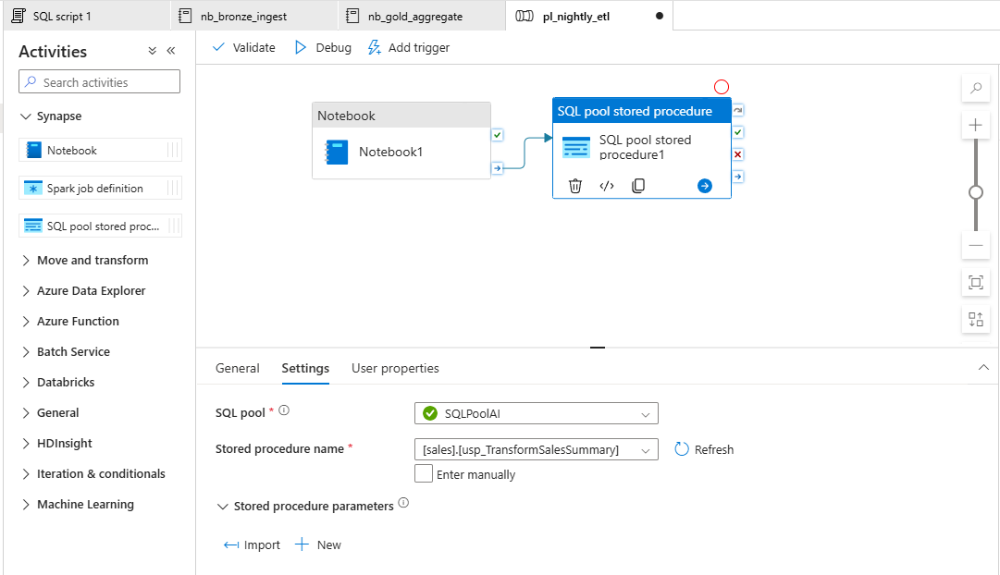 SQL script 1
nb_bronze_ingest
nb_gold_aggregate
pl_nightly_etl
Activities
Search activities
Synapse
Notebook
Spark job definition
SQL pool stored proc...
Move and transform
Azure Data Explorer
Azure Function
Batch Service
Databricks
General
HDInsight
Iteration & conditionals
Machine Learning
Validate
Debug
Add trigger
Notebook
Notebook1
SQL pool stored procedure
SQL pool stored
procedure1
General
Settings
User properties
SQL pool *
SQLPoolAI
Stored procedure name *
[sales].[usp_TransformSalesSummary]
Refresh
Enter manually
Stored procedure parameters
Import
New